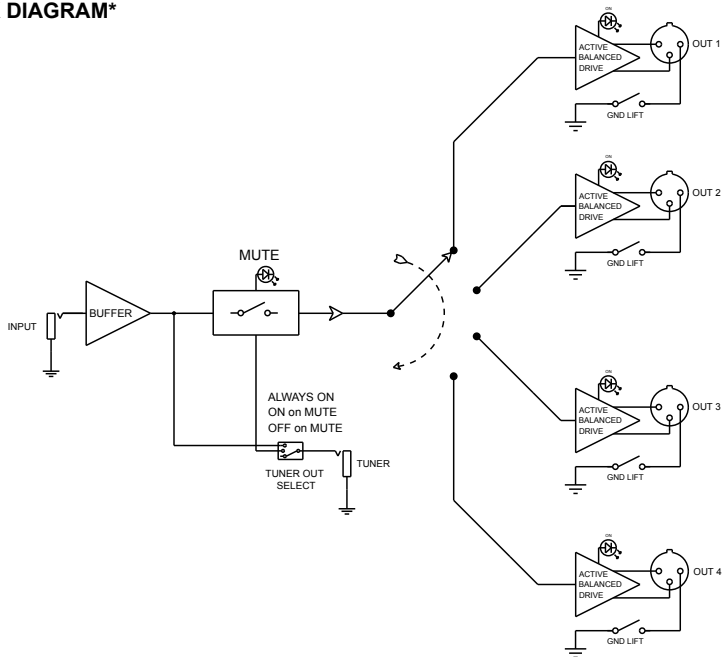 DIAGRAM*
ON
ACTIVE
BALANCED
DRIVE
OUT 1
GND LIFT
ON
ACTIVE
BALANCED
DRIVE
OUT 2
GND LIFT
MUTE
INPUT
BUFFER
ALWAYS ON
ON on MUTE
OFF on MUTE
TUNER OUT
SELECT
TUNER
ON
ACTIVE
BALANCED
DRIVE
OUT 3
GND LIFT
ON
ACTIVE
BALANCED
DRIVE
OUT 4
GND LIFT